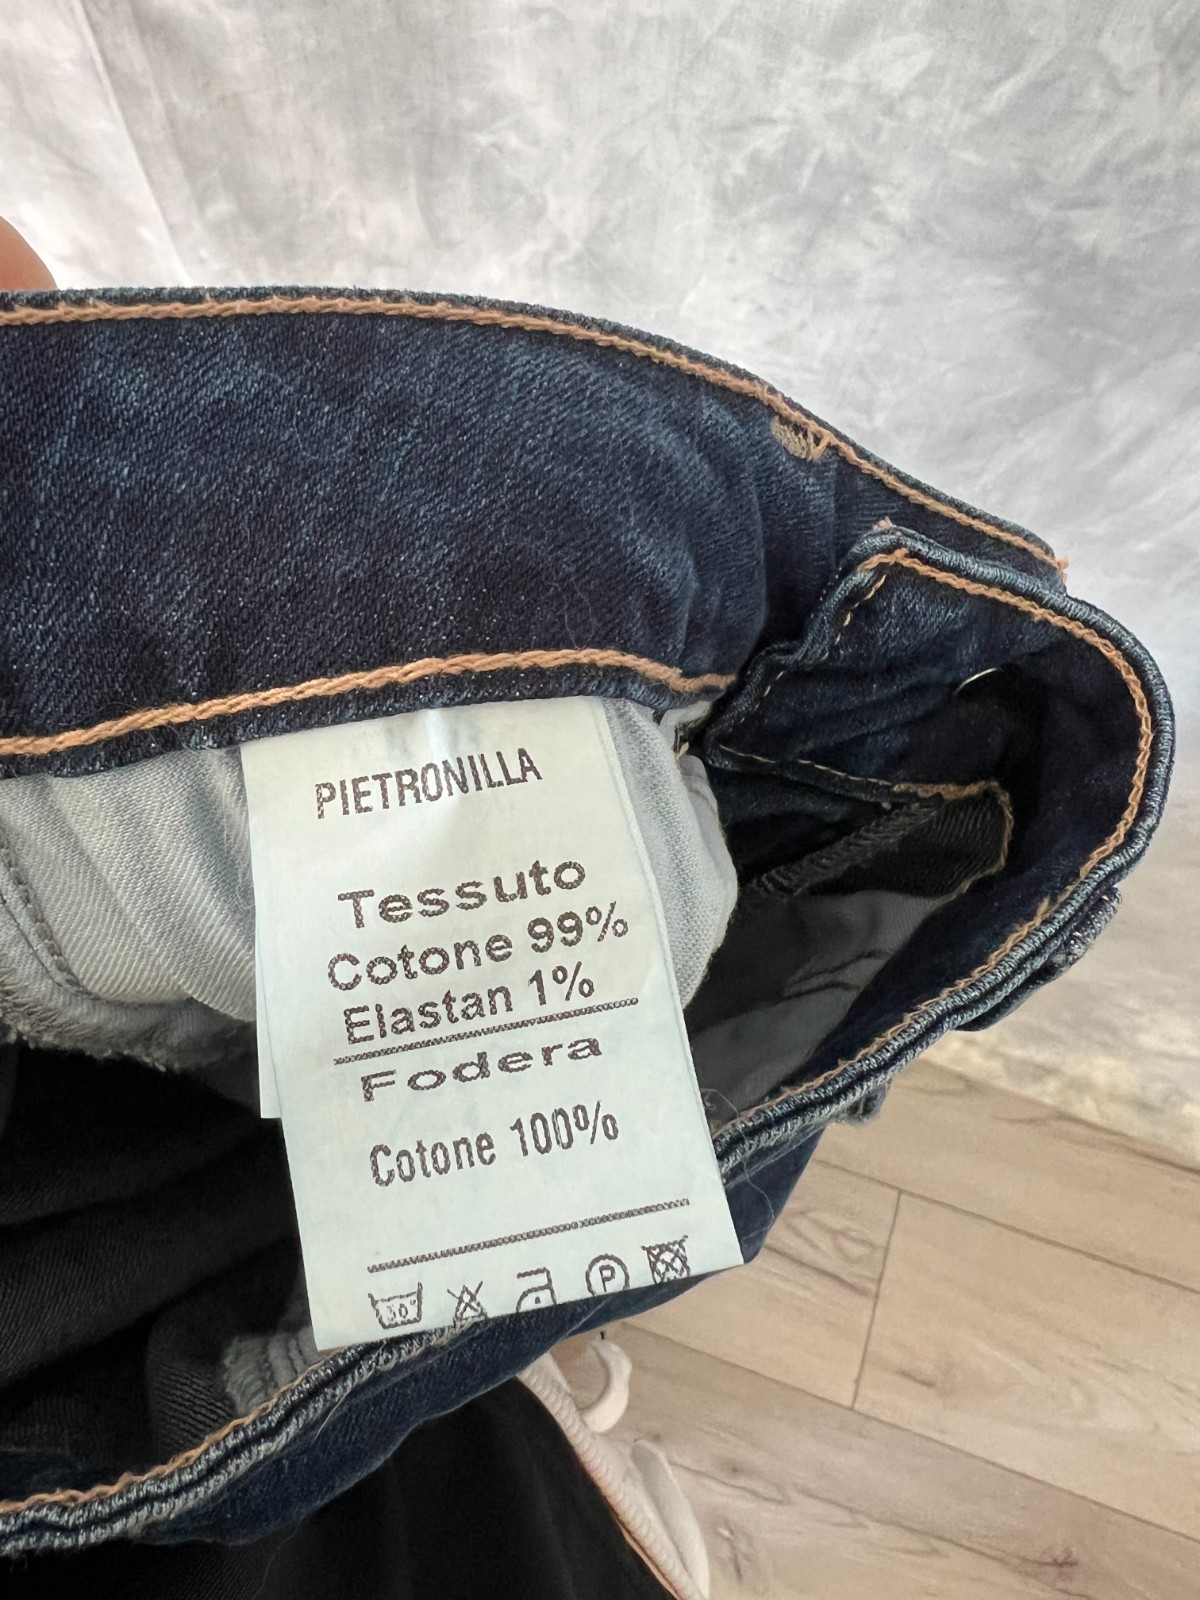 PIETRONILLA
Tessuto
Cotone 99%
Elastan 1%
Fodera
Cotone 100%
30
P